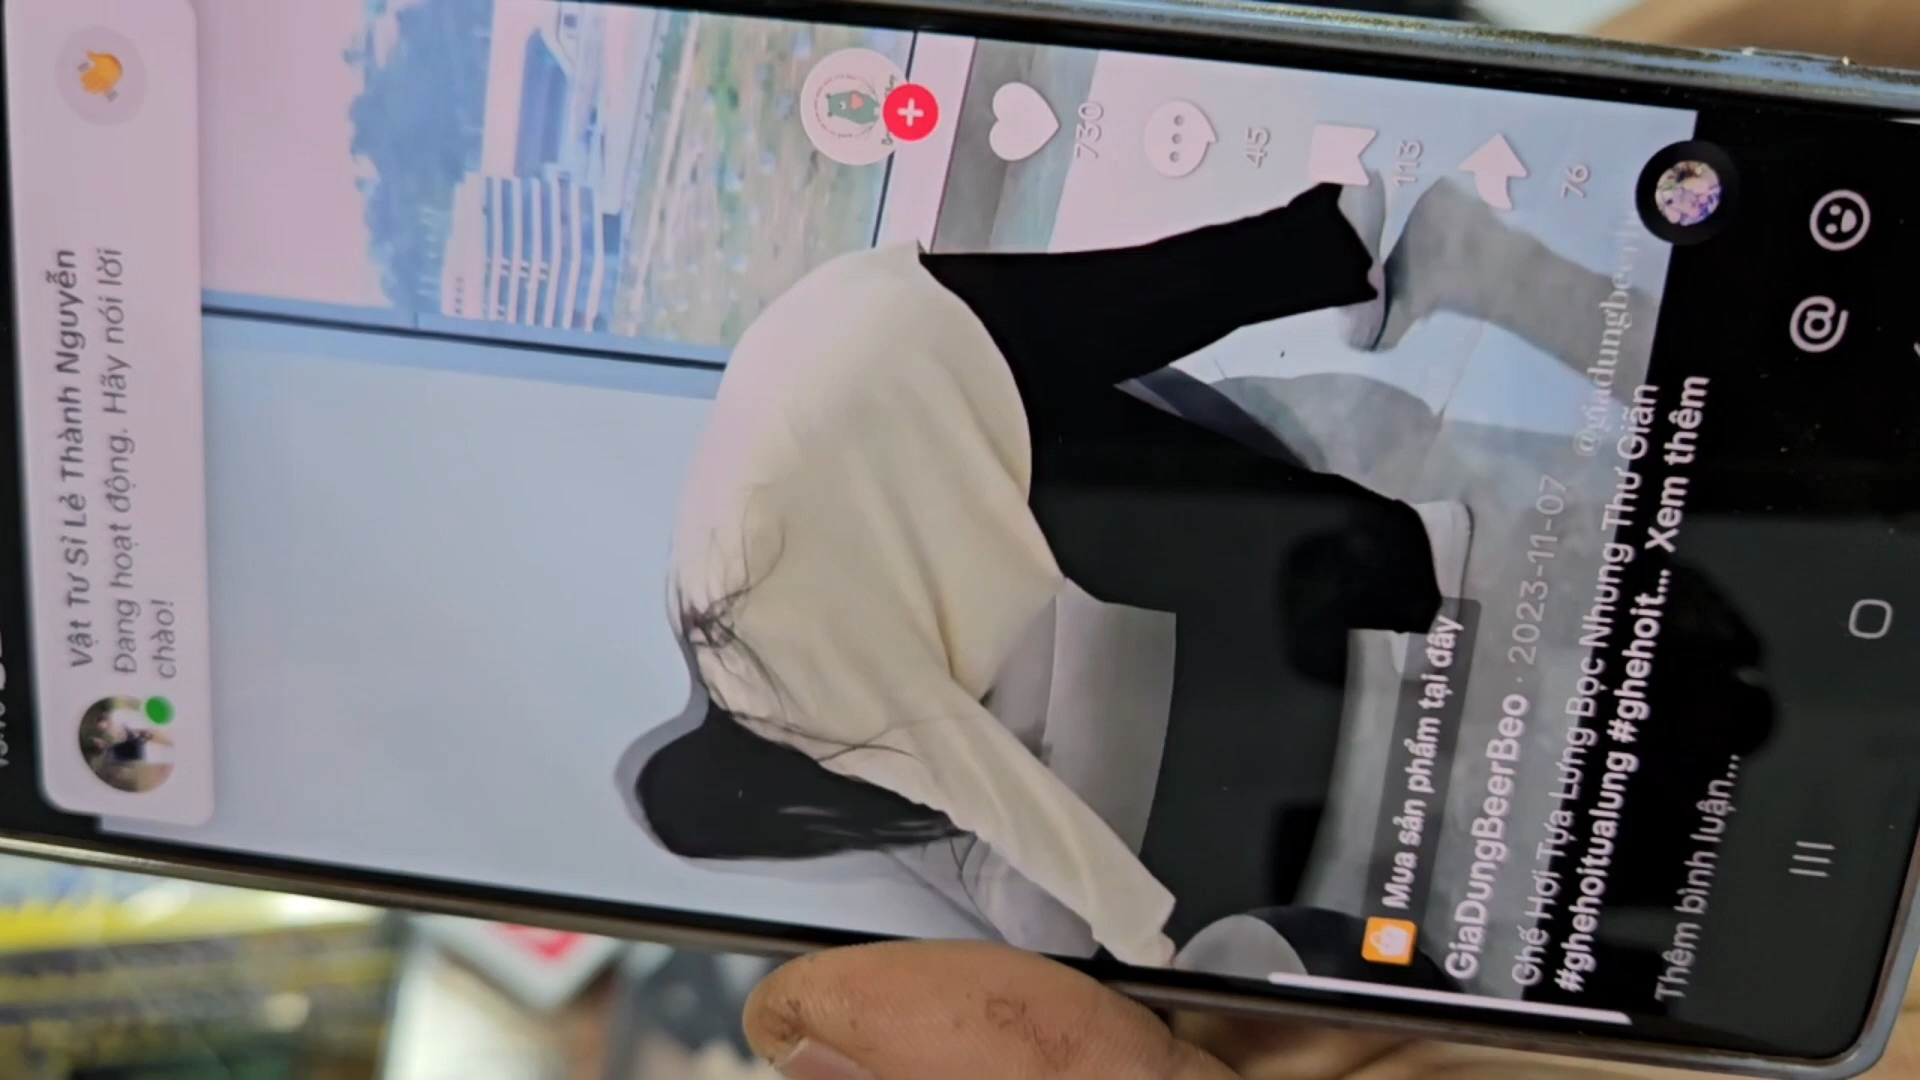 Vật Tư Sỉ Lẻ Thành Nguyễn
Đang hoạt động. Hãy nói lời
chào!
730
45
113
76
Mua sản phẩm tại đây
GiaDungBeerBeo · 2023-11-07
Ghế Hơi Tựa Lưng Bọc Nhung Thư Giãn
#ghehoitualung #ghehoit... Xem thêm
Thêm bình luận...